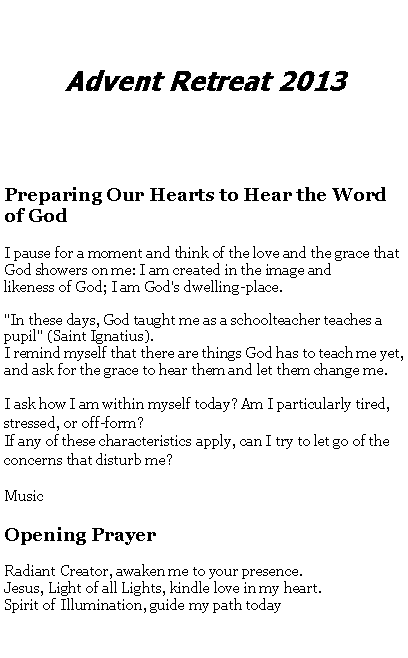 Advent Retreat 2013
Preparing Our Hearts to Hear the Word
of God
I pause for a moment and think of the love and the grace that
God showers on me: I am created in the image and
likeness of God; I am God's dwelling-place.
"In these days, God taught me as a schoolteacher teaches a
pupil" (Saint Ignatius).
I remind myself that there are things God has to teach me yet,
and ask for the grace to hear them and let them change me.
I ask how I am within myself today? Am I particularly tired,
stressed, or off-form?
If any of these characteristics apply, can I try to let go of the
concerns that disturb me?
Music
Opening Prayer
Radiant Creator, awaken me to your presence.
Jesus, Light of all Lights, kindle love in my heart.
Spirit of Illumination, guide my path today